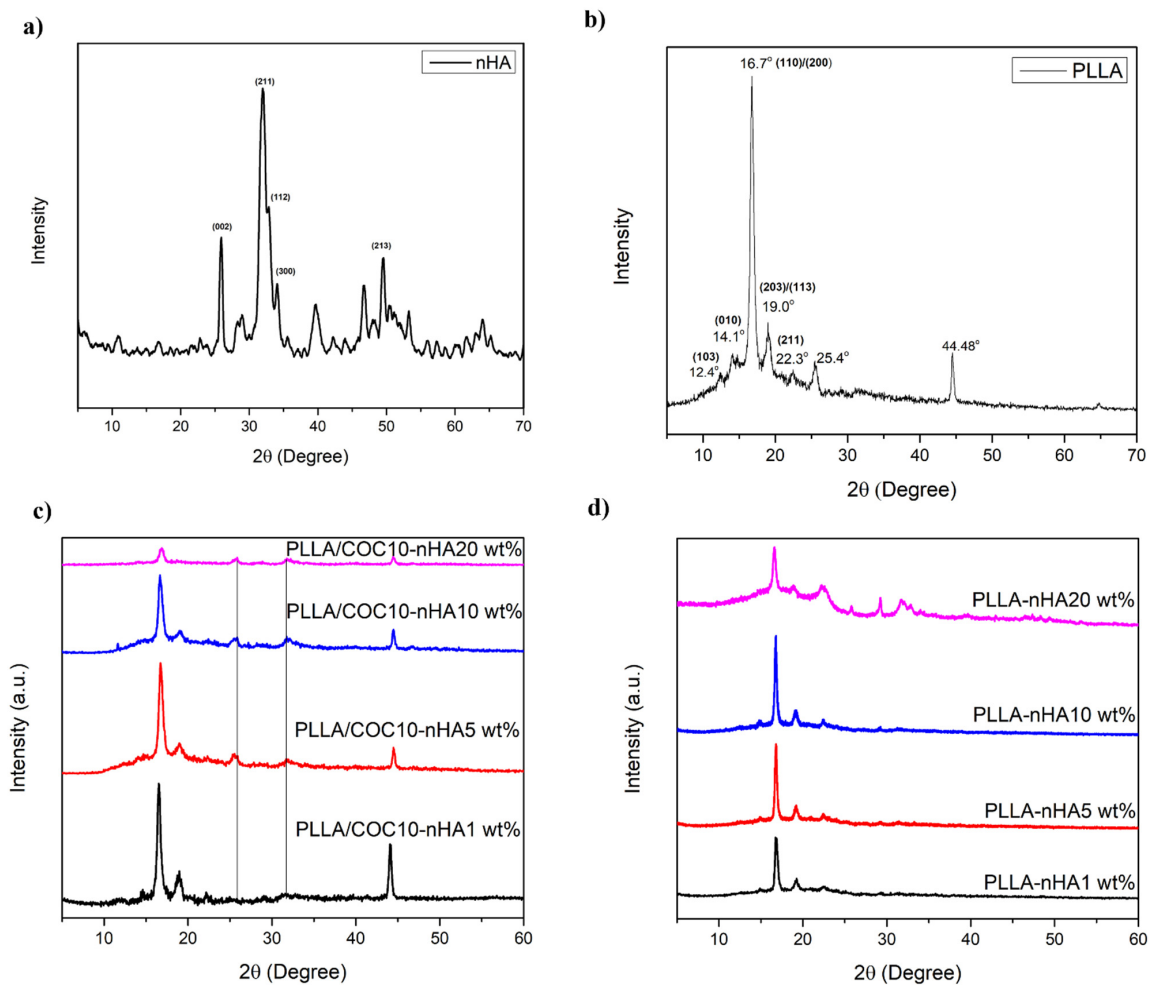 a)
nHA
(211)
(112)
(002)
(300)
(213)
Intensity
0 10 20 30 40 50 60 70
2θ (Degree)
b)
PLLA
16.7° (110)/(200)
(203)/(113)
19.0°
(010)
14.1°
(211)
22.3°
25.4°
44.48°
(103)
12.4°
Intensity
10 20 30 40 50 60 70
2θ (Degree)
c)
PLLA/COC10-nHA20 wt%
PLLA/COC10-nHA10 wt%
PLLA/COC10-nHA5 wt%
PLLA/COC10-nHA1 wt%
Intensity (a.u.)
10 20 30 40 50 60
2θ (Degree)
d)
PLLA-nHA20 wt%
PLLA-nHA10 wt%
PLLA-nHA5 wt%
PLLA-nHA1 wt%
Intensity (a.u.)
10 20 30 40 50 60
2θ (Degree)